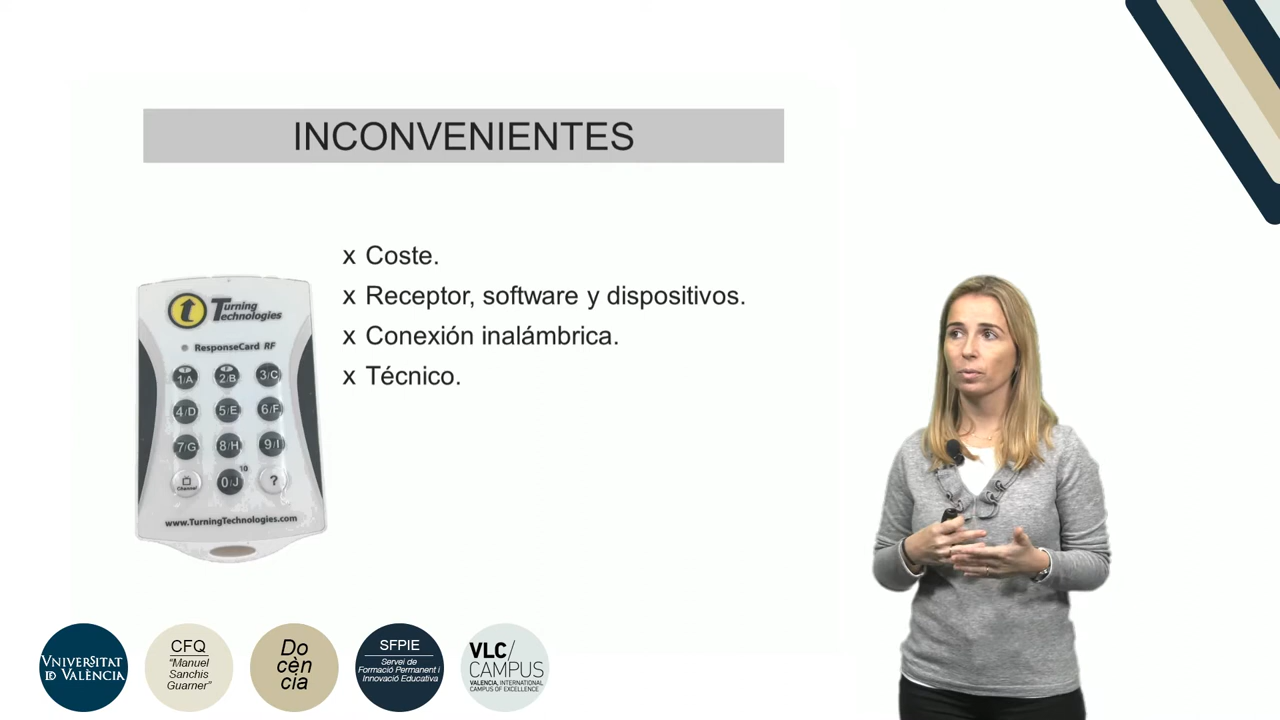 INCONVENIENTES
x Coste.
x Receptor, software y dispositivos.
x Conexión inalámbrica.
x Técnico.
t Turning
Technologies
ResponseCard RF
1/A 2/B 3/C
4/D 5/E 6/F
7/G 8/H 9/I
10
Channel 0/J ?
www.TurningTechnologies.com
VNIVERSITAT
ID VALÈNCIA
CFQ
"Manuel
Sanchis
Guarner"
Do
cèn
cia
SFPIE
Servei de
Formació Permanent i
Innovació Educativa
VLC/
CAMPUS
VALENCIA, INTERNATIONAL
CAMPUS OF EXCELLENCE